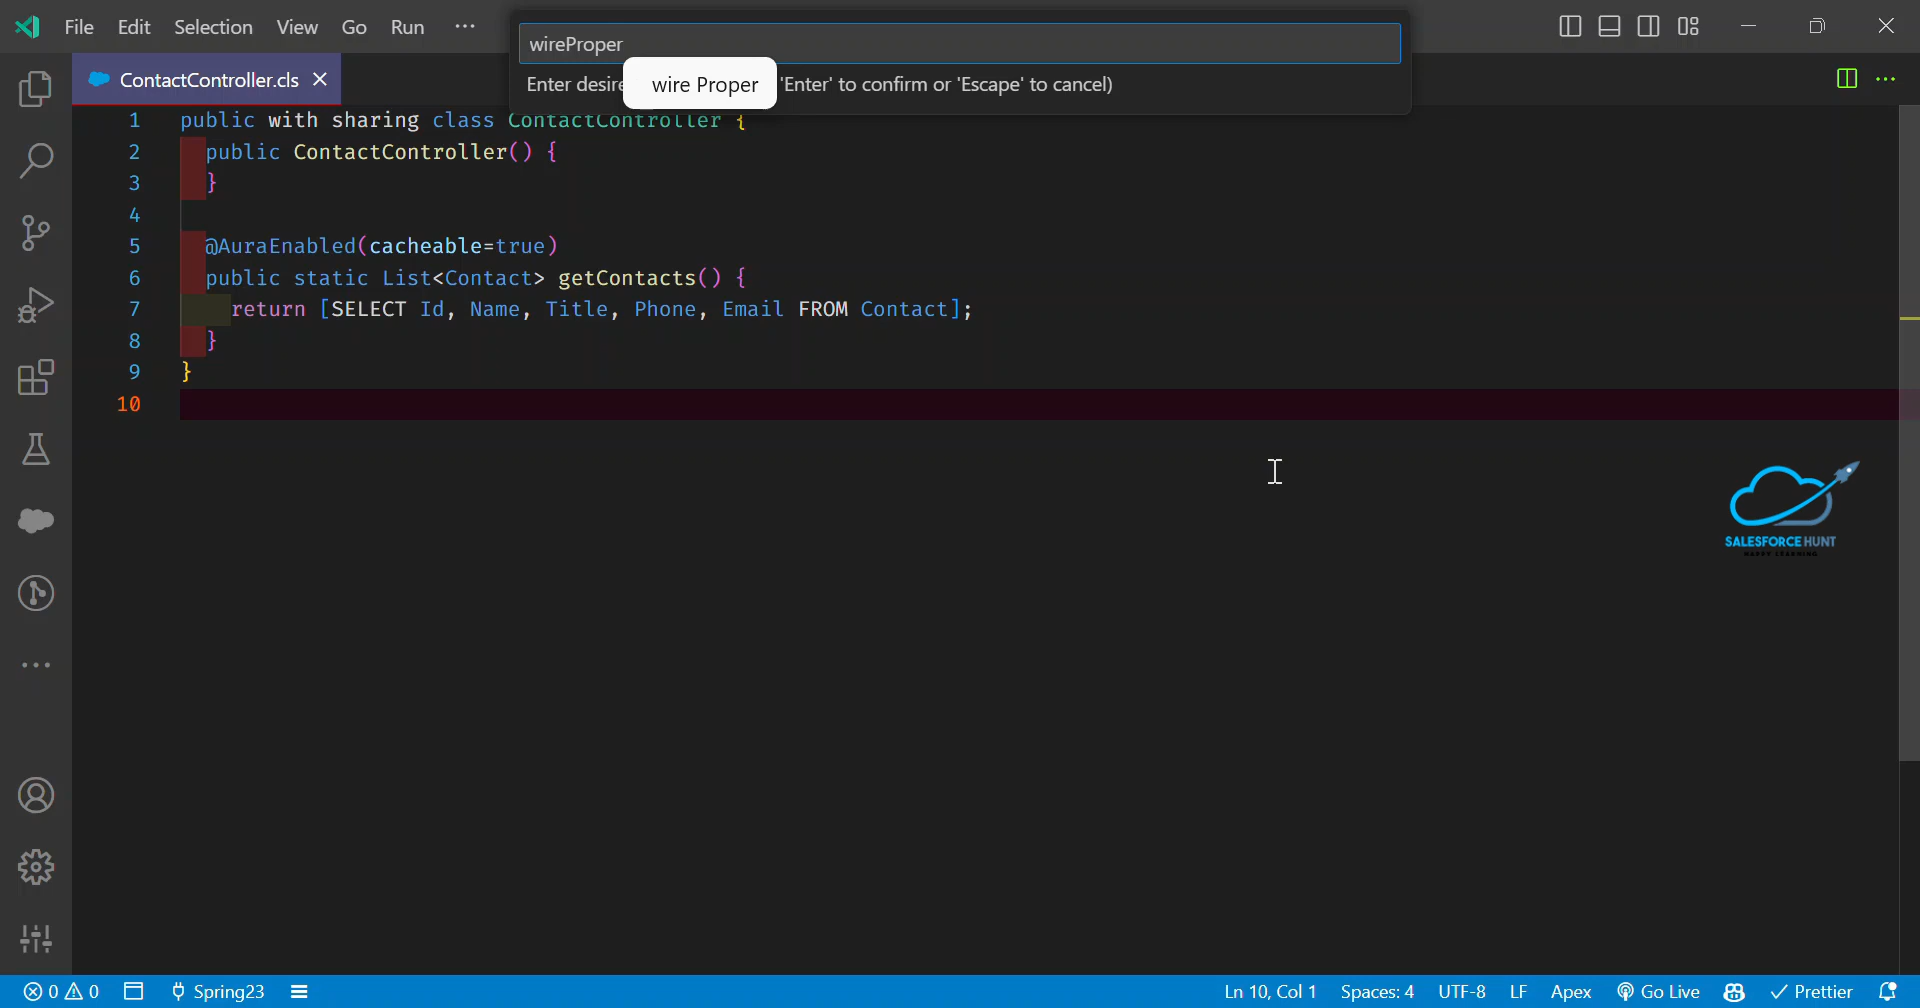 File Edit Selection View Go Run ···
wireProper
Enter desire wire Proper 'Enter' to confirm or 'Escape' to cancel)
ContactController.cls
1 public with sharing class ContactController {
2 public ContactController() {
3 }
4
5 @AuraEnabled(cacheable=true)
6 public static List<Contact> getContacts() {
7 return [SELECT Id, Name, Title, Phone, Email FROM Contact];
8 }
9 }
10
SALESFORCE HUNT
HAPPY LEARNING
0 0 Spring23 Ln 10, Col 1 Spaces: 4 UTF-8 LF Apex Go Live Prettier